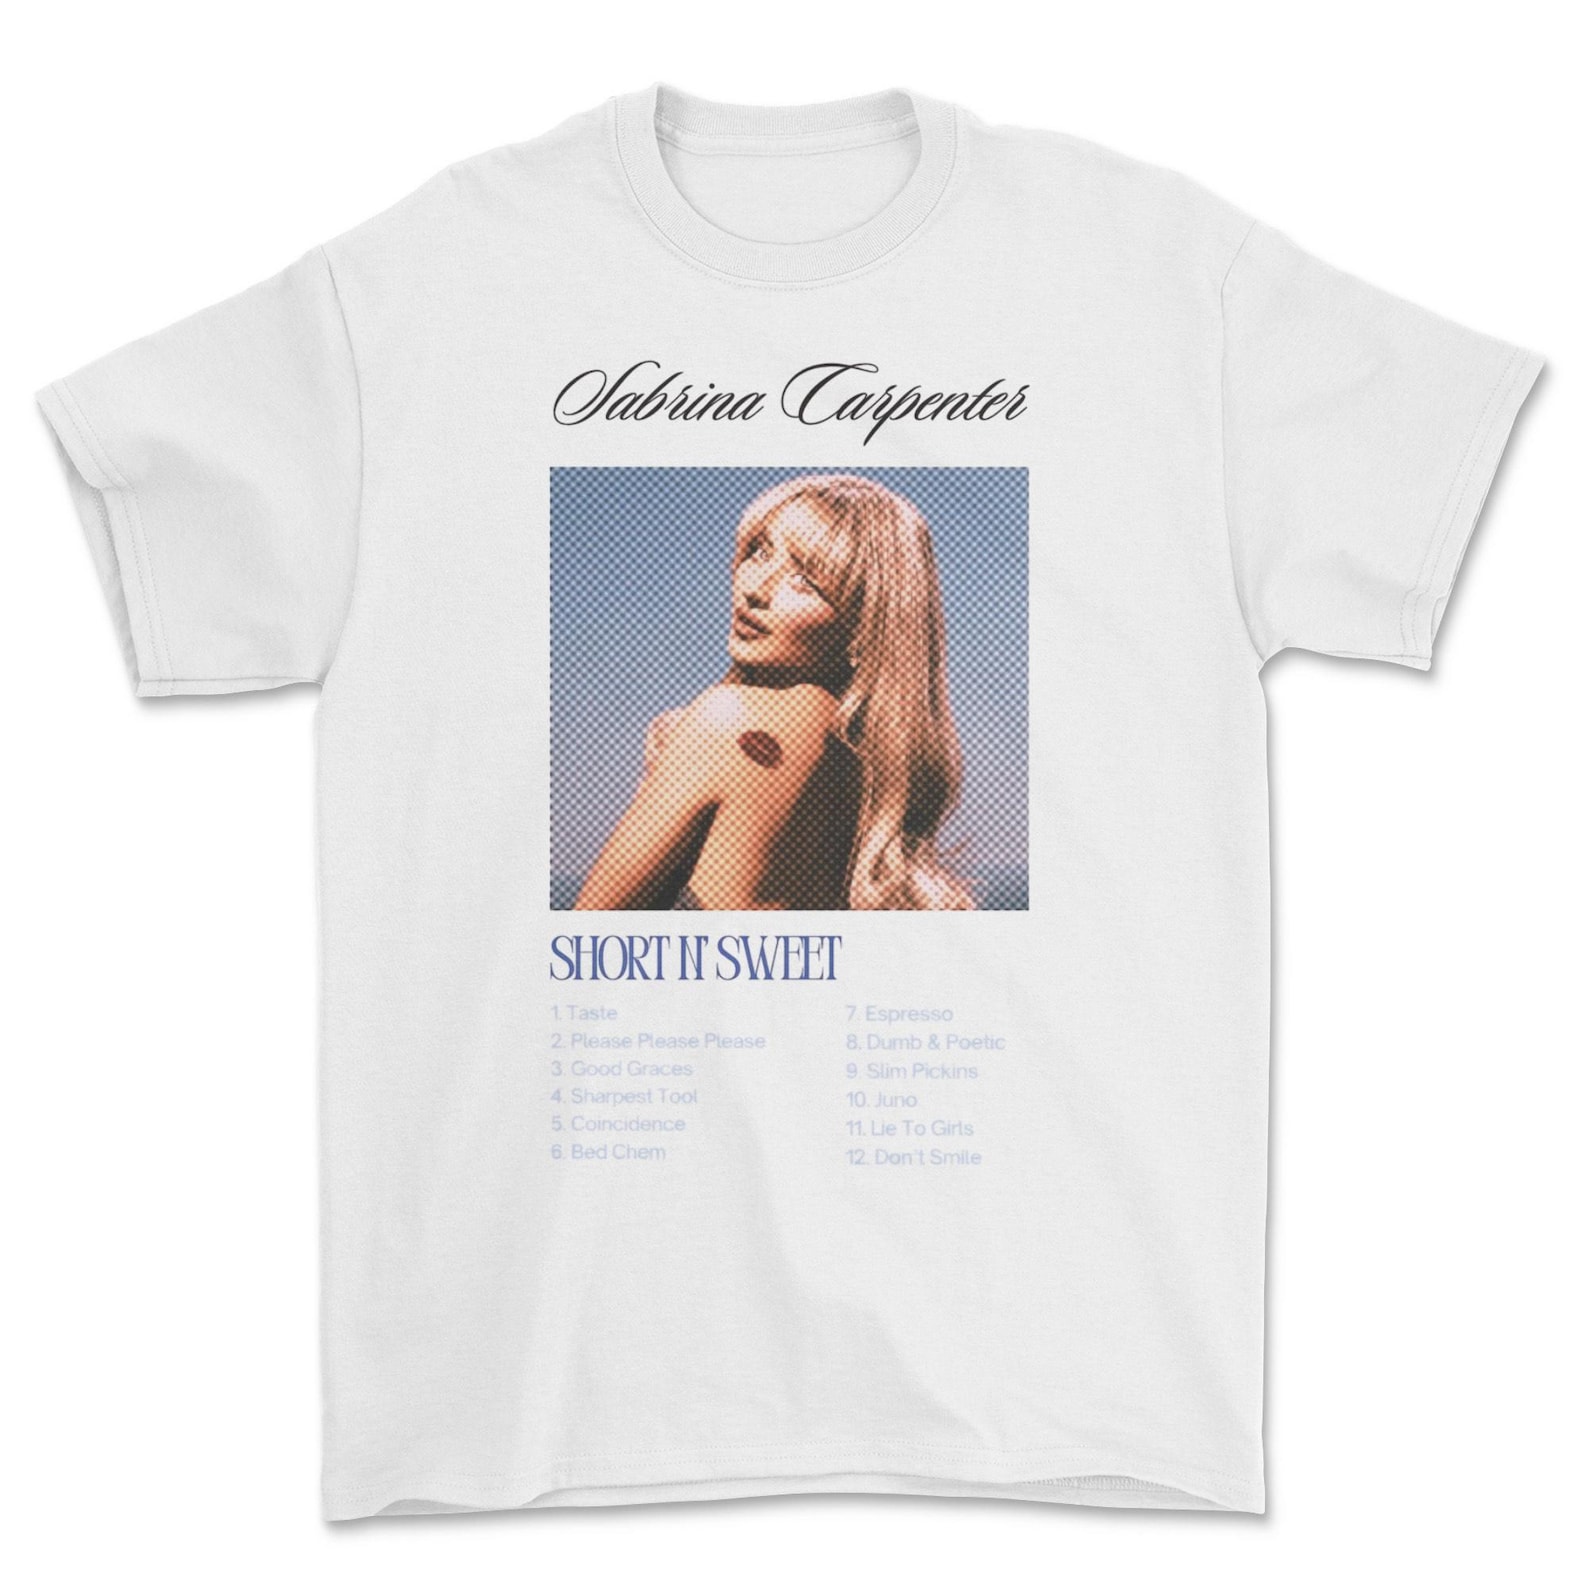 Sabrina Carpenter
SHORT N' SWEET
1. Taste
2. Please Please Please
3. Good Graces
4. Sharpest Tool
5. Coincidence
6. Bed Chem
7. Espresso
8. Dumb & Poetic
9 Slim Pickins
10. Juno
11. Lie To Girls
12. Don't Smile